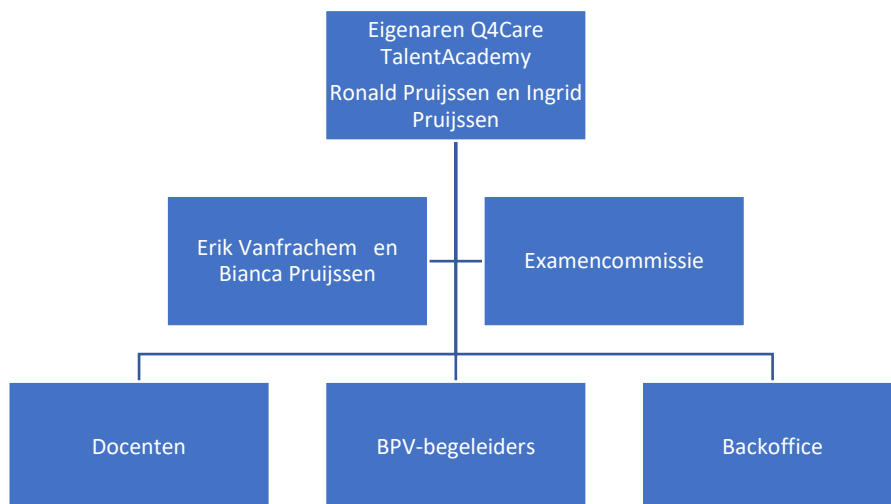 Eigenaren Q4Care
TalentAcademy
Ronald Pruijssen en Ingrid
Pruijssen
Erik Vanfrachem en
Bianca Pruijssen
Examencommissie
Docenten
BPV-begeleiders
Backoffice